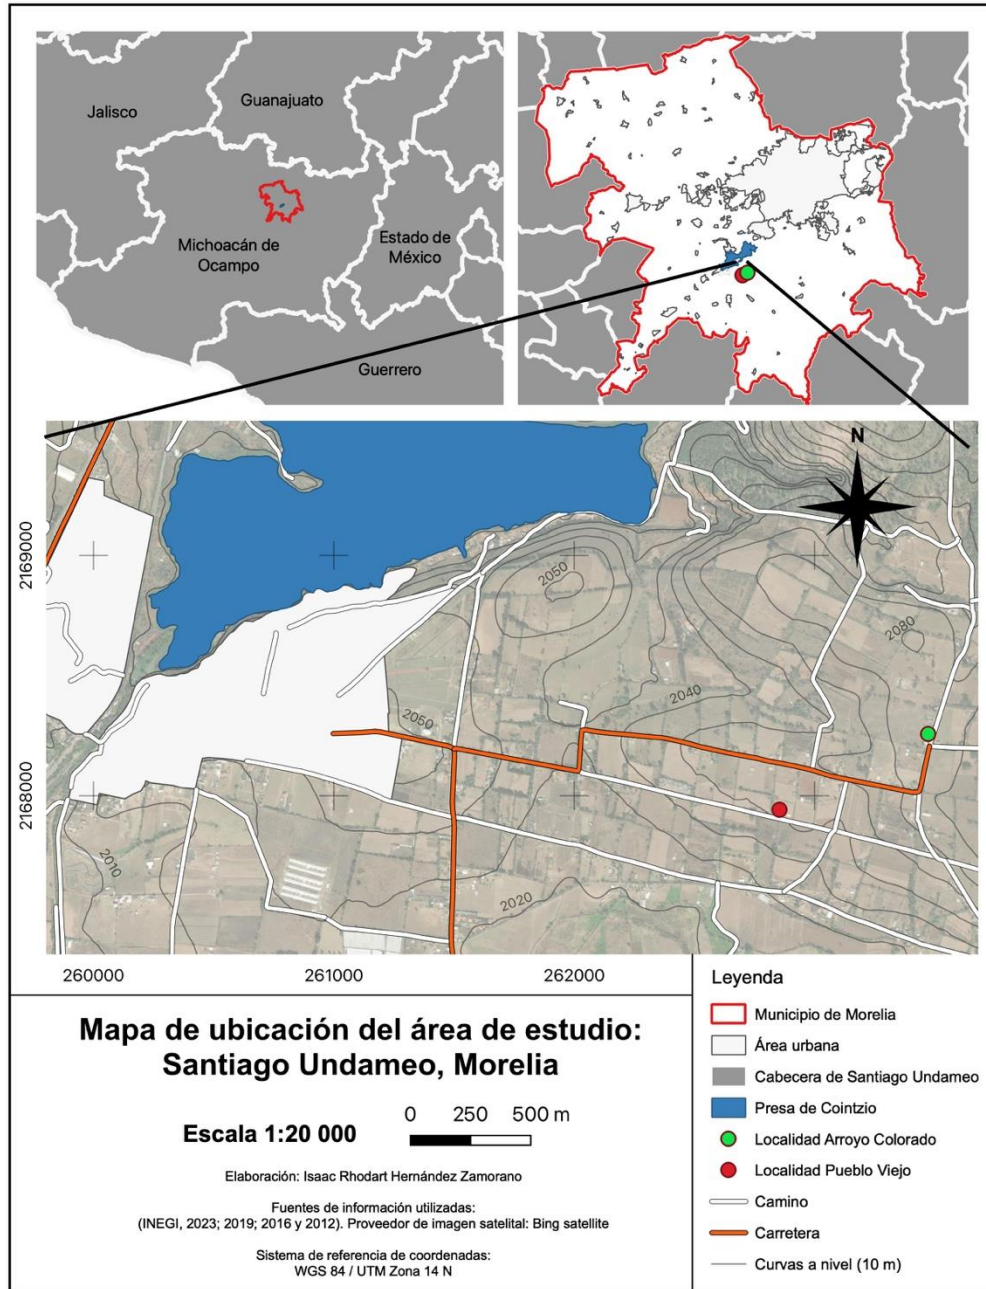 Jalisco
Guanajuato
Michoacán de
Ocampo
Estado de
México
Guerrero
N
2169000
2168000
2050
2080
2040
2050
2010
2020
260000
261000
262000
Mapa de ubicación del área de estudio:
Santiago Undameo, Morelia
Escala 1:20 000
0 250 500 m
Elaboración: Isaac Rhodart Hernández Zamorano
Fuentes de información utilizadas:
(INEGI, 2023; 2019; 2016 y 2012). Proveedor de imagen satelital: Bing satellite
Sistema de referencia de coordenadas:
WGS 84 / UTM Zona 14 N
Leyenda
Municipio de Morelia
Área urbana
Cabecera de Santiago Undameo
Presa de Cointzio
Localidad Arroyo Colorado
Localidad Pueblo Viejo
Camino
Carretera
Curvas a nivel (10 m)